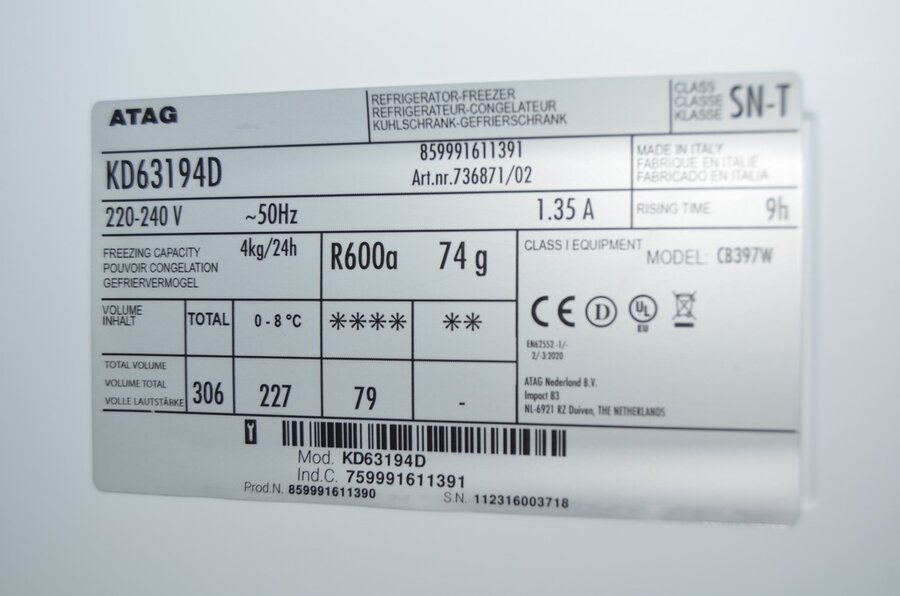 ATAG
REFRIGERATOR-FREEZER
REFRIGERATEUR-CONGELATEUR
KUHLSCHRANK-GEFRIERSCHRANK
CLASS
CLASSE
KLASSE
SN-T
KD63194D
859991611391
Art.nr.736871/02
MADE IN ITALY
FABRIQUE EN ITALIE
FABRICADO EN ITALIA
220-240 V ~50Hz 1.35 A
RISING TIME 9h
FREEZING CAPACITY
POUVOIR CONGELATION
GEFRIERVERMOGEL
4kg/24h
R600a 74 g
CLASS I EQUIPMENT
MODEL: CB397W
VOLUME
INHALT
TOTAL 0 - 8 °C **** **
CE D UL
EU
EN62552 -1/-
2/-3:2020
TOTAL VOLUME
VOLUME TOTAL
VOLLE LAUTSTÄRKE
306 227 79 -
ATAG Nederland B.V.
Impact 83
NL-6921 RZ Duiven, THE NETHERLANDS
Mod. KD63194D
Ind.C. 759991611391
Prod.N. 859991611390 S.N. 112316003718